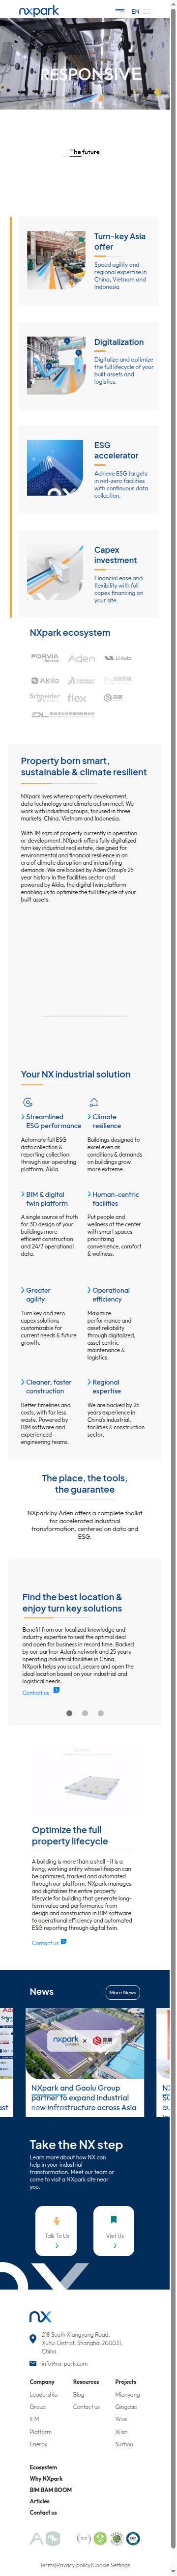 nxpark
EN
RESPONSIVE
The future
Turn-key Asia
offer
Speed agility and
regional expertise in
China, Vietnam and
Indonesia
Digitalization
Digitalize and optimize
the full lifecycle of your
built assets and
logistics.
ESG
accelerator
Achieve ESG targets
in net-zero facilities
with continuous data
collection.
Capex
investment
Financial ease and
flexibility with full
capex financing on
your site.
NXpark ecosystem
FORVIA
Aden
Li Auto
Akila
Schneider
flex
Property born smart,
sustainable & climate resilient
NXpark lives where property development,
data technology and climate action meet. We
work with industrial groups, focused in three
markets: China, Vietnam and Indonesia.
With 1M sqm of property currently in operation
or development, NXpark offers fully digitalized
turn key industrial real estate, designed for
environmental and financial resilience in an
era of climate disruption and intensifying
demands. We are backed by Aden Group's 25
year history in the facilities sector and
powered by Akila, the digital twin platform
enabling us to optimize the full lifecycle of your
built assets.
Your NX industrial solution
Streamlined
ESG performance
Automate full ESG
data collection &
reporting collection
through our operating
platform, Akila.
Climate
resilience
Buildings designed to
excel even as
conditions & demands
on buildings grow
more extreme.
BIM & digital
twin platform
A single source of truth
for 3D design of your
buildings more
efficient construction
and 24/7 operational
data.
Human-centric
facilities
Put people and
wellness at the center
with smart spaces
prioritizing
convenience, comfort
& wellness.
Greater
agility
Turn key and zero
capex solutions
customizable for
current needs & future
growth.
Operational
efficiency
Maximize
performance and
asset reliability
through digitalized,
asset centric
maintenance &
logistics.
Cleaner, faster
construction
Better timelines and
costs, with far less
waste. Powered by
BIM software and
experienced
engineering teams.
Regional
expertise
We are backed by 25
years experience in
China's industrial,
facilities & construction
sector.
The place, the tools,
the guarantee
NXpark by Aden offers a complete toolkit
for accelerated industrial
transformation, centered on data and
ESG.
Find the best location &
enjoy turn key solutions
Benefit from our localized knowledge and
industry expertise to seal the optimal deal
and open for business in record time. Backed
by our partner Aden's network and 25 years
operating industrial facilities in China,
NXpark helps you scout, secure and open the
ideal location based on your industrial and
logistical needs.
Contact us
Optimize the full
property lifecycle
A building is more than a shell - it is a
living, working entity whose lifespan can
be optimized, tracked and automated
through our platform. NXpark manages
and digitalizes the entire property
lifecycle of building that generate long-
term value and performance from
design and construction in BIM software
to operational efficiency and automated
ESG reporting through digital twin.
Contact us
News
More News
nxpark
NXpark and Gaolu Group
partner to expand industrial
new infrastructure across Asia
Take the NX step
Learn more about how NX can
help in your industrial
transformation. Meet our team or
come to visit a NXpark site near
you.
Talk To Us
Visit Us
218 South Xiangyang Road,
Xuhui District. Shanghai 200031.
China
info@nx-park.com
Company
Resources
Projects
Leadership
Blog
Mianyang
Group
Contact us
Qingdao
IFM
Wuxi
Platform
Xi'an
Energy
Suzhou
Ecosystem
Why NXpark
BIM BAM BOOM
Articles
Contact us
Terms|Privacy policy|Cookie Settings